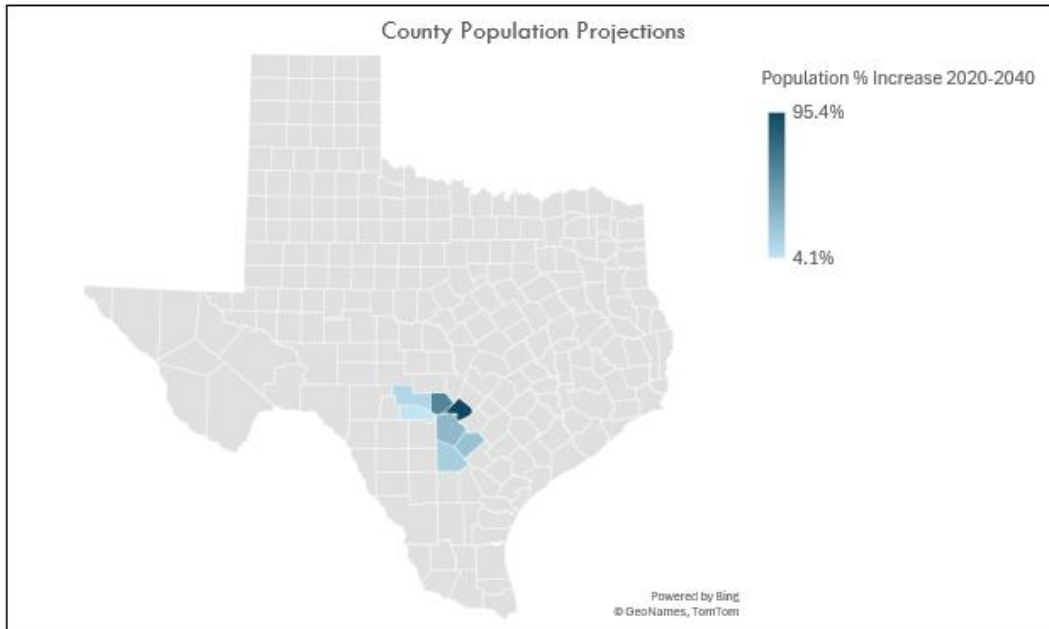 County Population Projections
Population % Increase 2020-2040
95.4%
4.1%
Powered by Bing
© GeoNames, TomTom